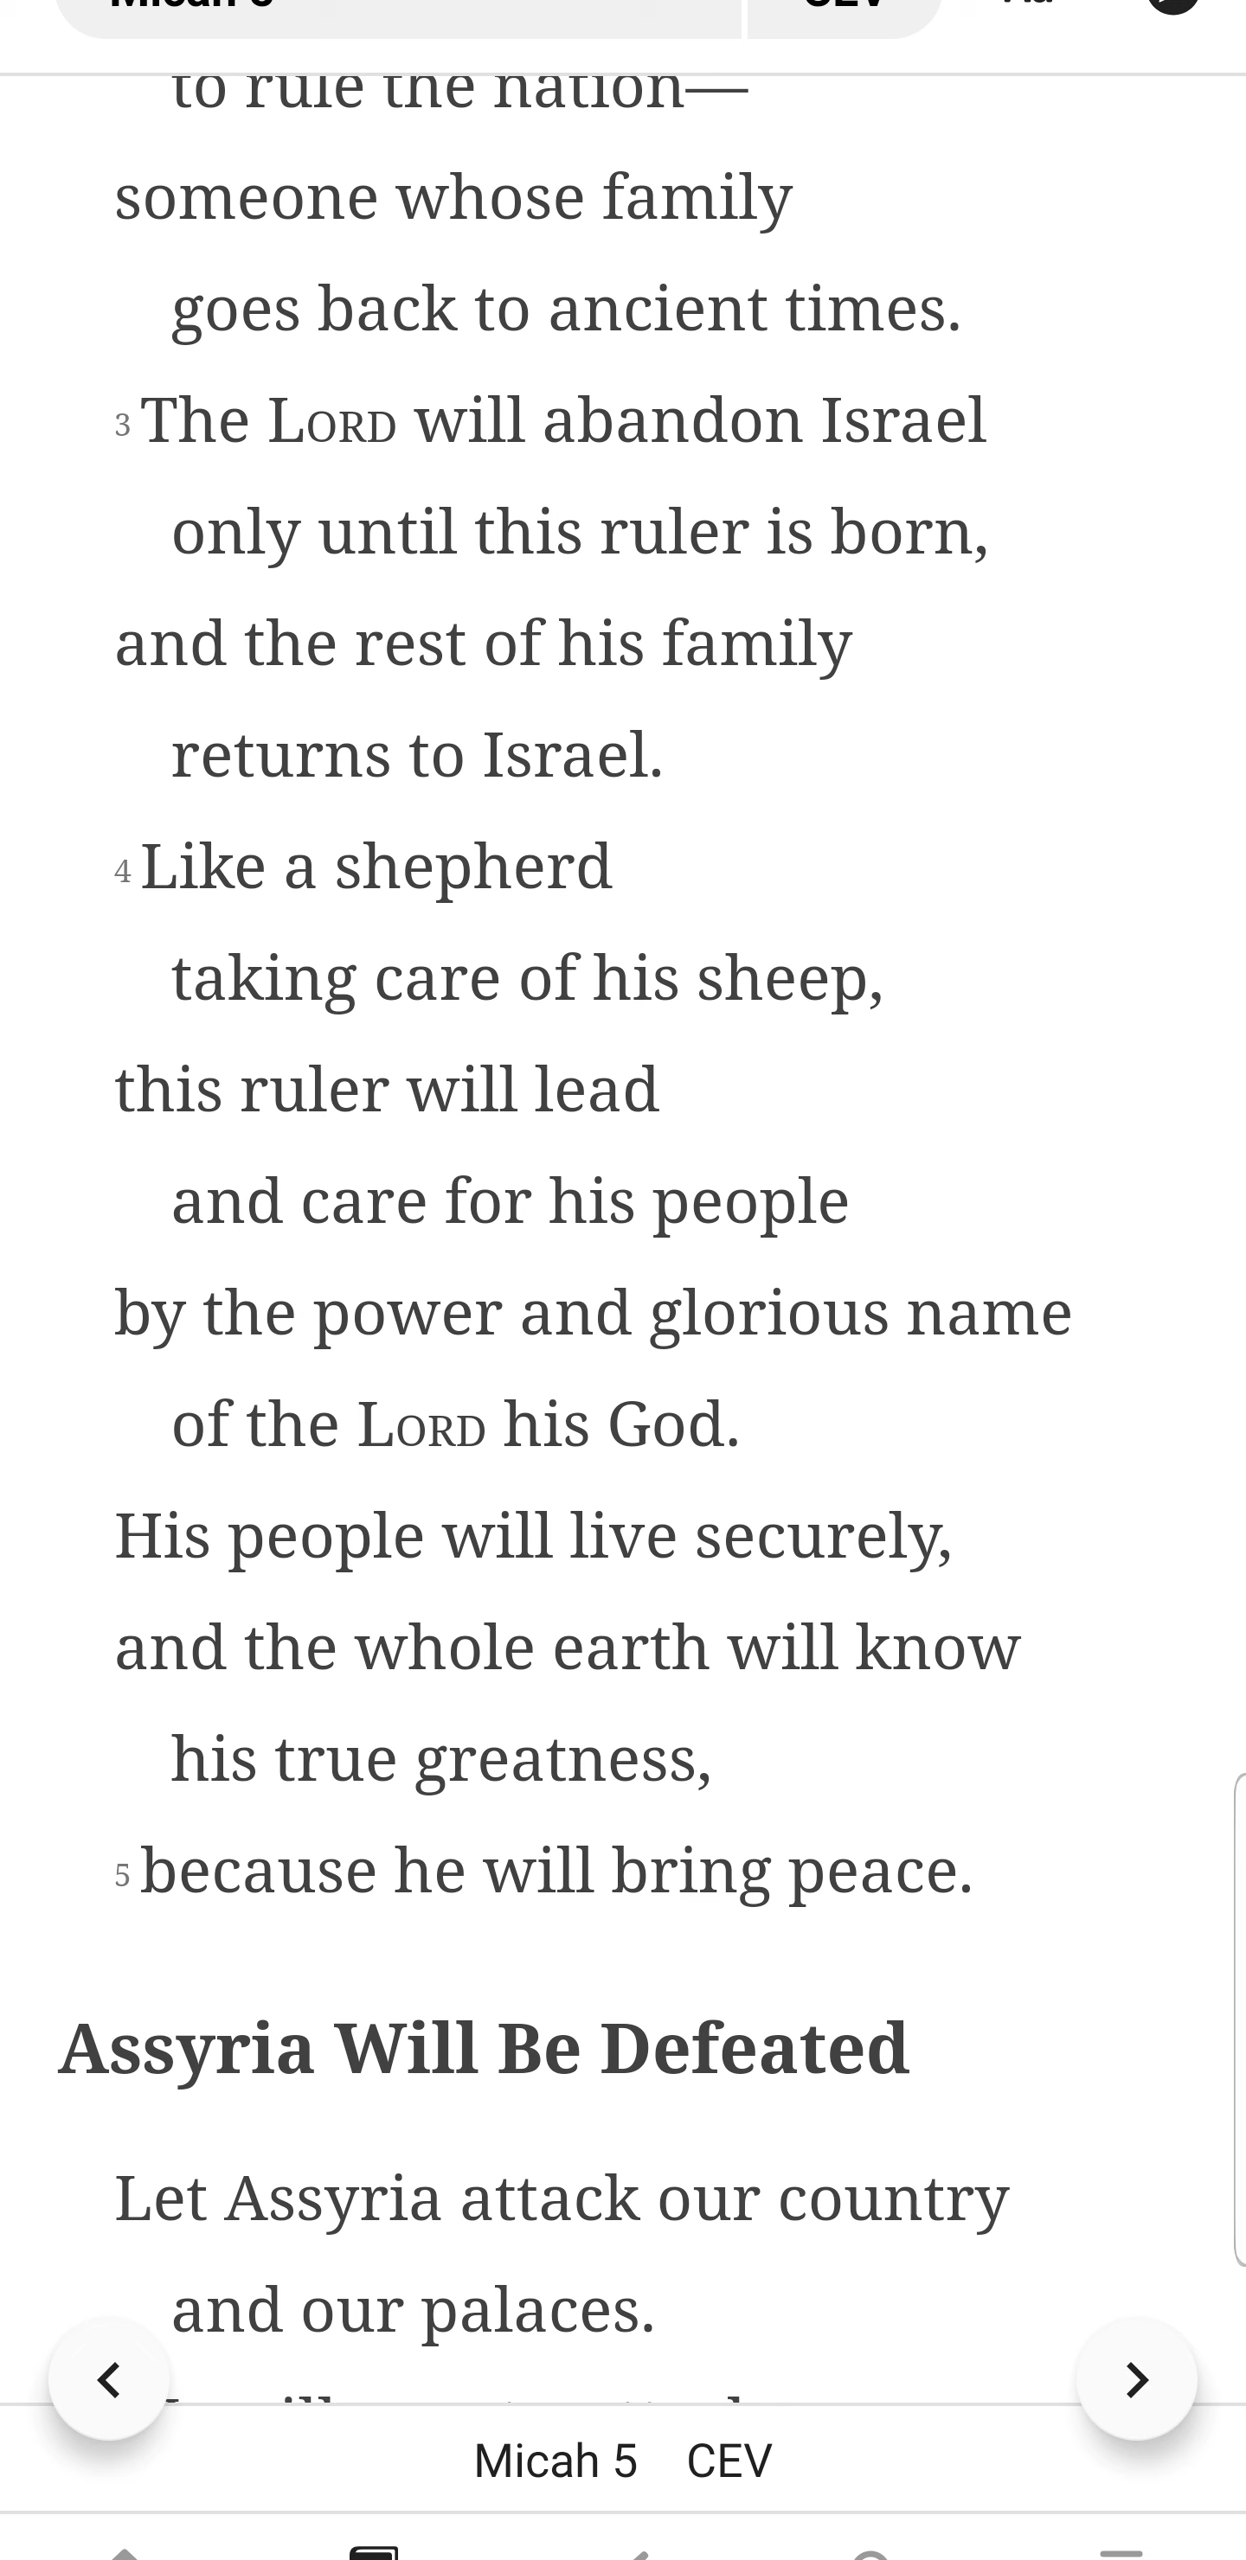 Micah 5 CEV Aa
to rule the nation—
someone whose family
goes back to ancient times.
3 The LORD will abandon Israel
only until this ruler is born,
and the rest of his family
returns to Israel.
4 Like a shepherd
taking care of his sheep,
this ruler will lead
and care for his people
by the power and glorious name
of the LORD his God.
His people will live securely,
and the whole earth will know
his true greatness,
5 because he will bring peace.
Assyria Will Be Defeated
Let Assyria attack our country
and our palaces.
Micah 5 CEV